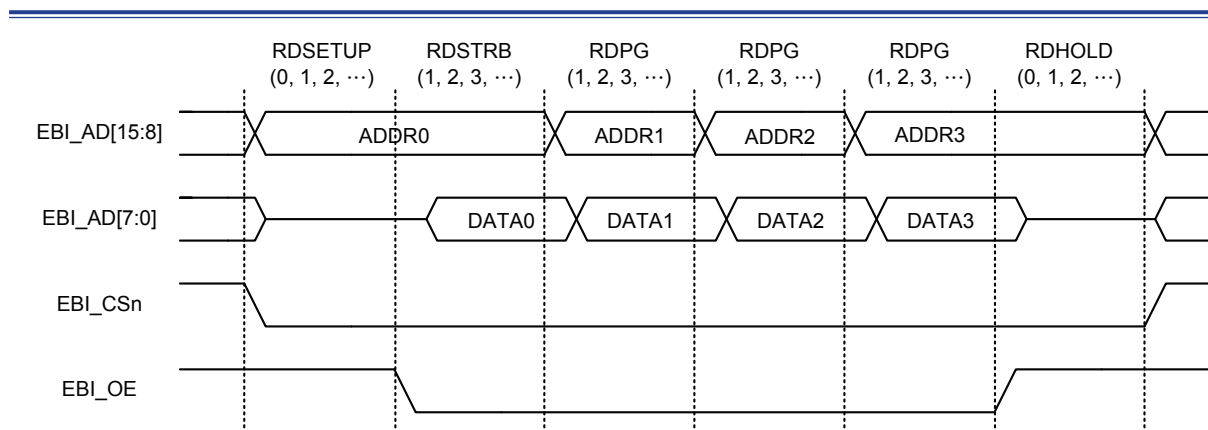 RDSETUP RDSTRB RDPG RDPG RDPG RDHOLD
(0, 1, 2, ⋯) (1, 2, 3, ⋯) (1, 2, 3, ⋯) (1, 2, 3, ⋯) (1, 2, 3, ⋯) (0, 1, 2, ⋯)
EBI_AD[15:8] ADDR0 ADDR1 ADDR2 ADDR3
EBI_AD[7:0] DATA0 DATA1 DATA2 DATA3
EBI_CSn
EBI_OE